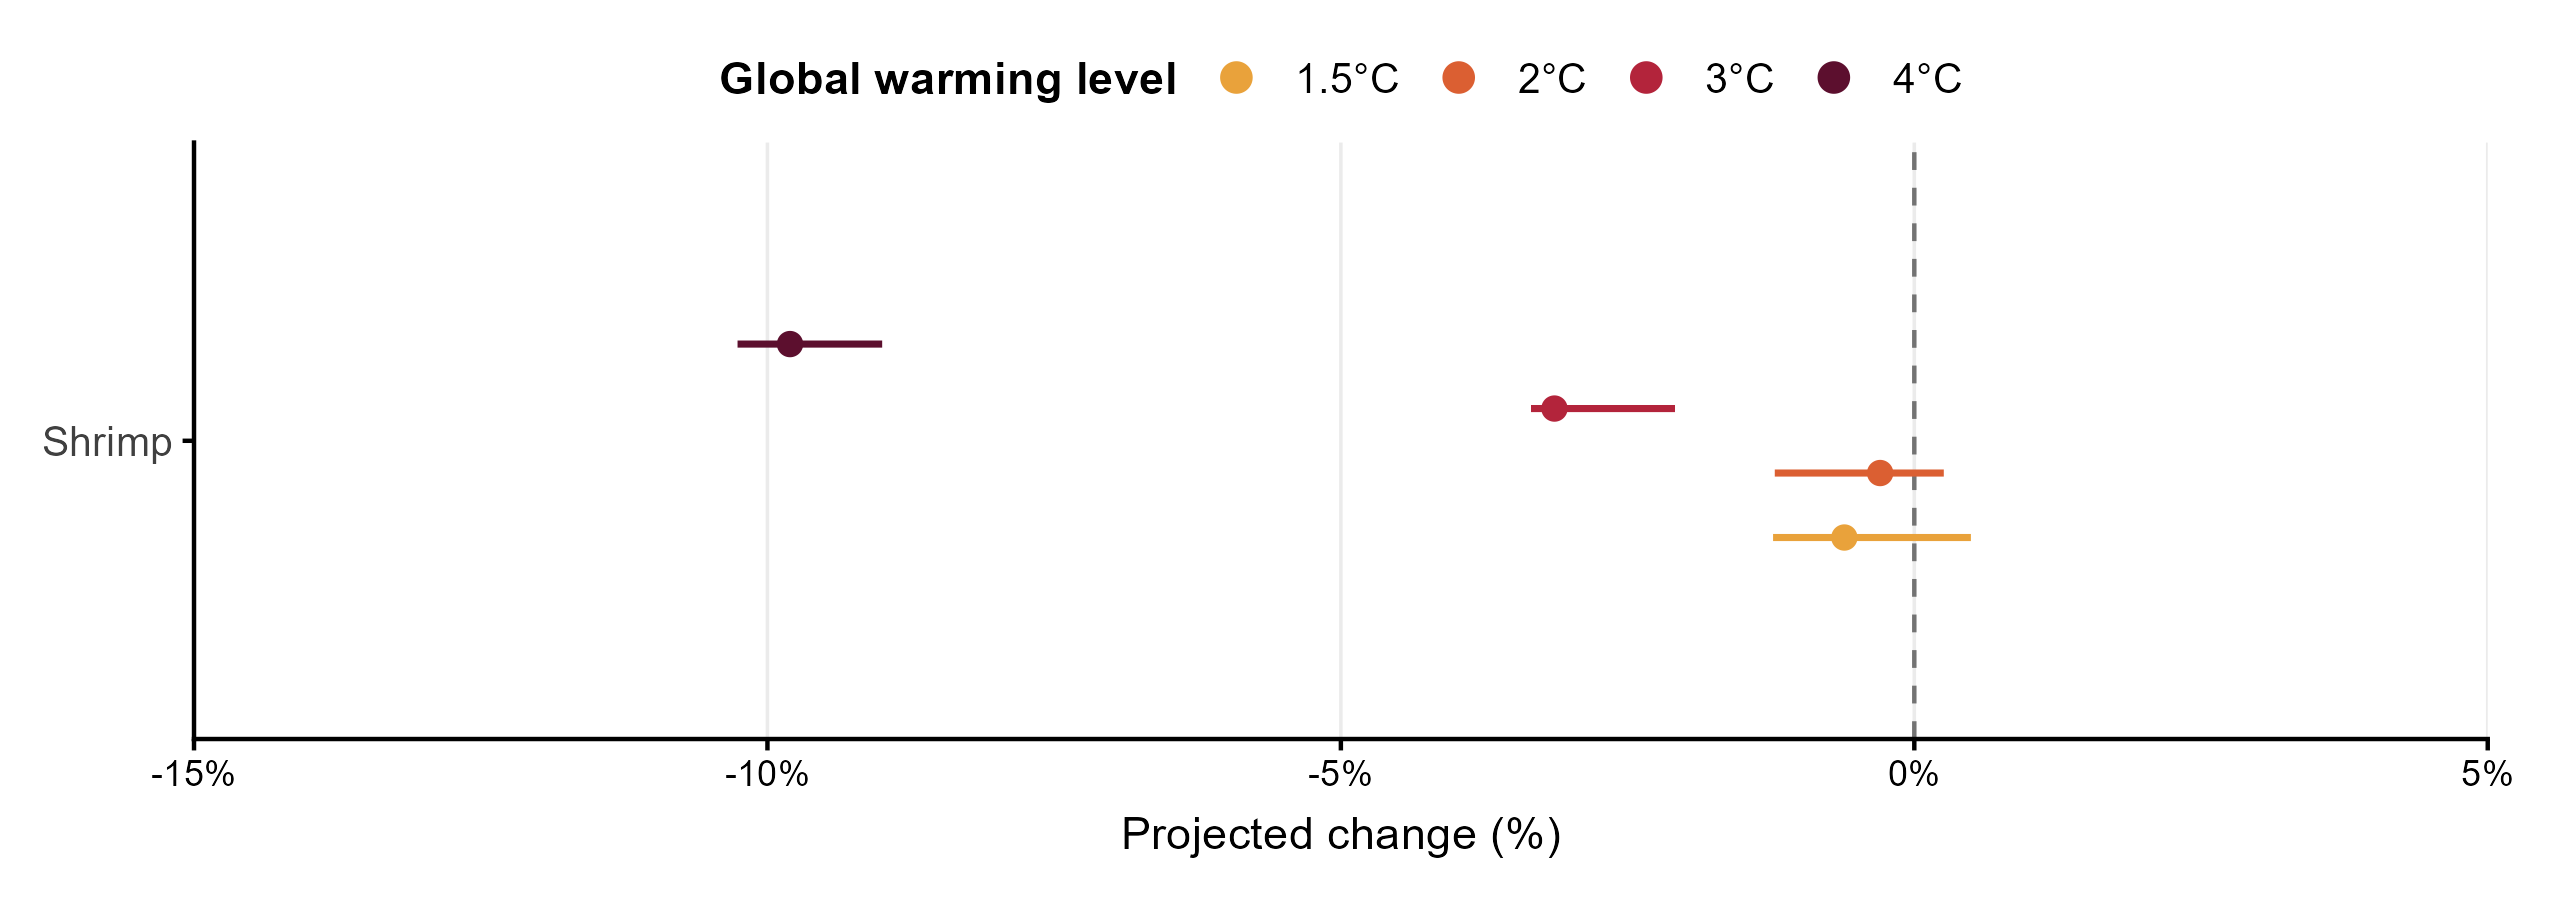 Global warming level 1.5°C 2°C 3°C 4°C
Shrimp
-15% -10% -5% 0% 5%
Projected change (%)